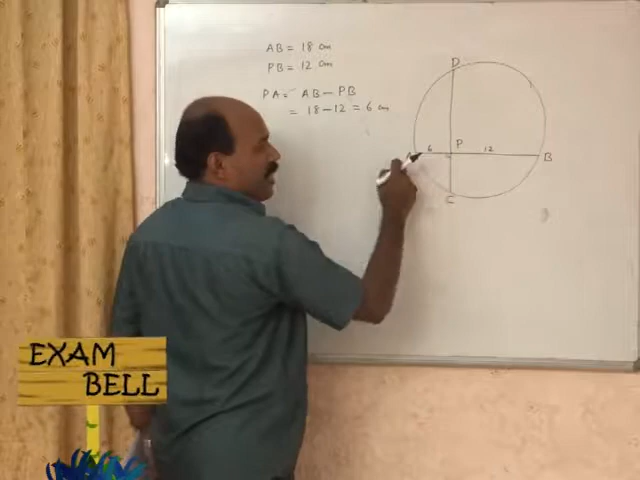 AB = 18 cm
PB = 12 cm
PA = AB − PB
= 18 − 12 = 6 cm
D
P
6
12
B
C
EXAM
BELL